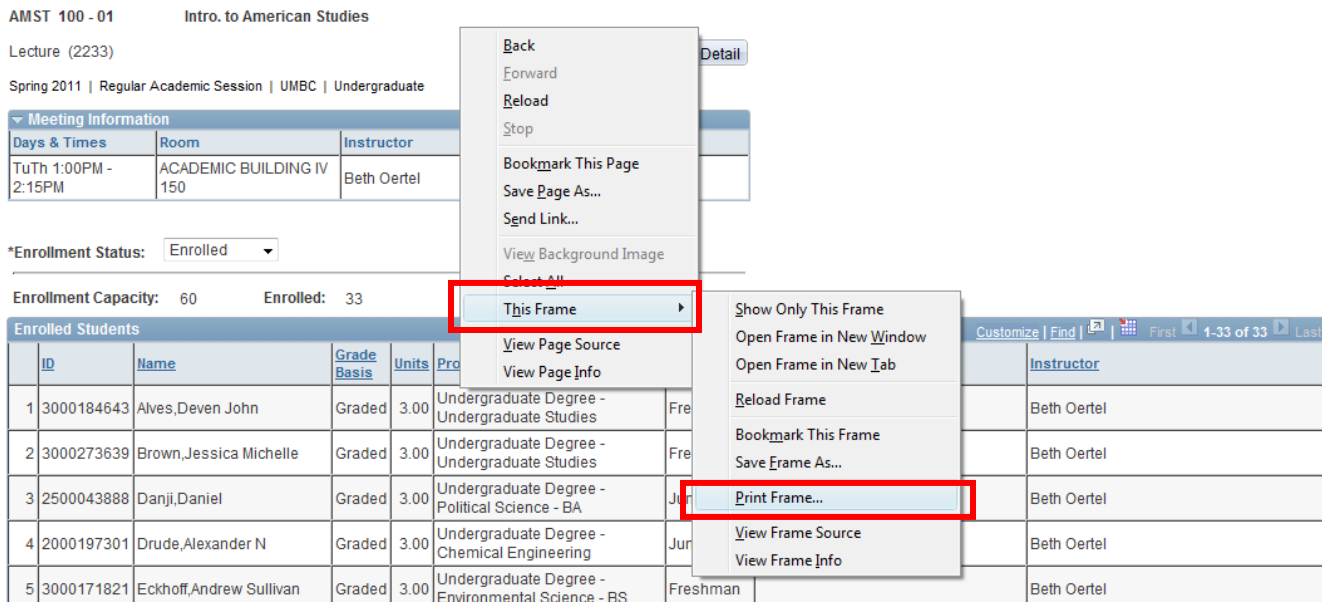 AMST 100 - 01 Intro. to American Studies
Lecture (2233)
Detail
Spring 2011 | Regular Academic Session | UMBC | Undergraduate
Meeting Information
Days & Times Room Instructor
TuTh 1:00PM - ACADEMIC BUILDING IV Beth Oertel
2:15PM 150
*Enrollment Status: Enrolled
Enrollment Capacity: 60 Enrolled: 33
Back
Forward
Reload
Stop
Bookmark This Page
Save Page As...
Send Link...
View Background Image
Select All
This Frame
View Page Source
View Page Info
Show Only This Frame
Open Frame in New Window
Open Frame in New Tab
Reload Frame
Bookmark This Frame
Save Frame As...
Print Frame...
View Frame Source
View Frame Info
Enrolled Students Customize | Find | | First 1-33 of 33 Last
ID Name Grade Basis Units Instructor
1 3000184643 Alves,Deven John Graded 3.00 Undergraduate Degree - Undergraduate Studies Fre Beth Oertel
2 3000273639 Brown,Jessica Michelle Graded 3.00 Undergraduate Degree - Undergraduate Studies Fre Beth Oertel
3 2500043888 Danji,Daniel Graded 3.00 Undergraduate Degree - Political Science - BA Jun Beth Oertel
4 2000197301 Drude,Alexander N Graded 3.00 Undergraduate Degree - Chemical Engineering Jun Beth Oertel
5 3000171821 Eckhoff,Andrew Sullivan Graded 3.00 Undergraduate Degree - Environmental Science - BS Freshman Beth Oertel